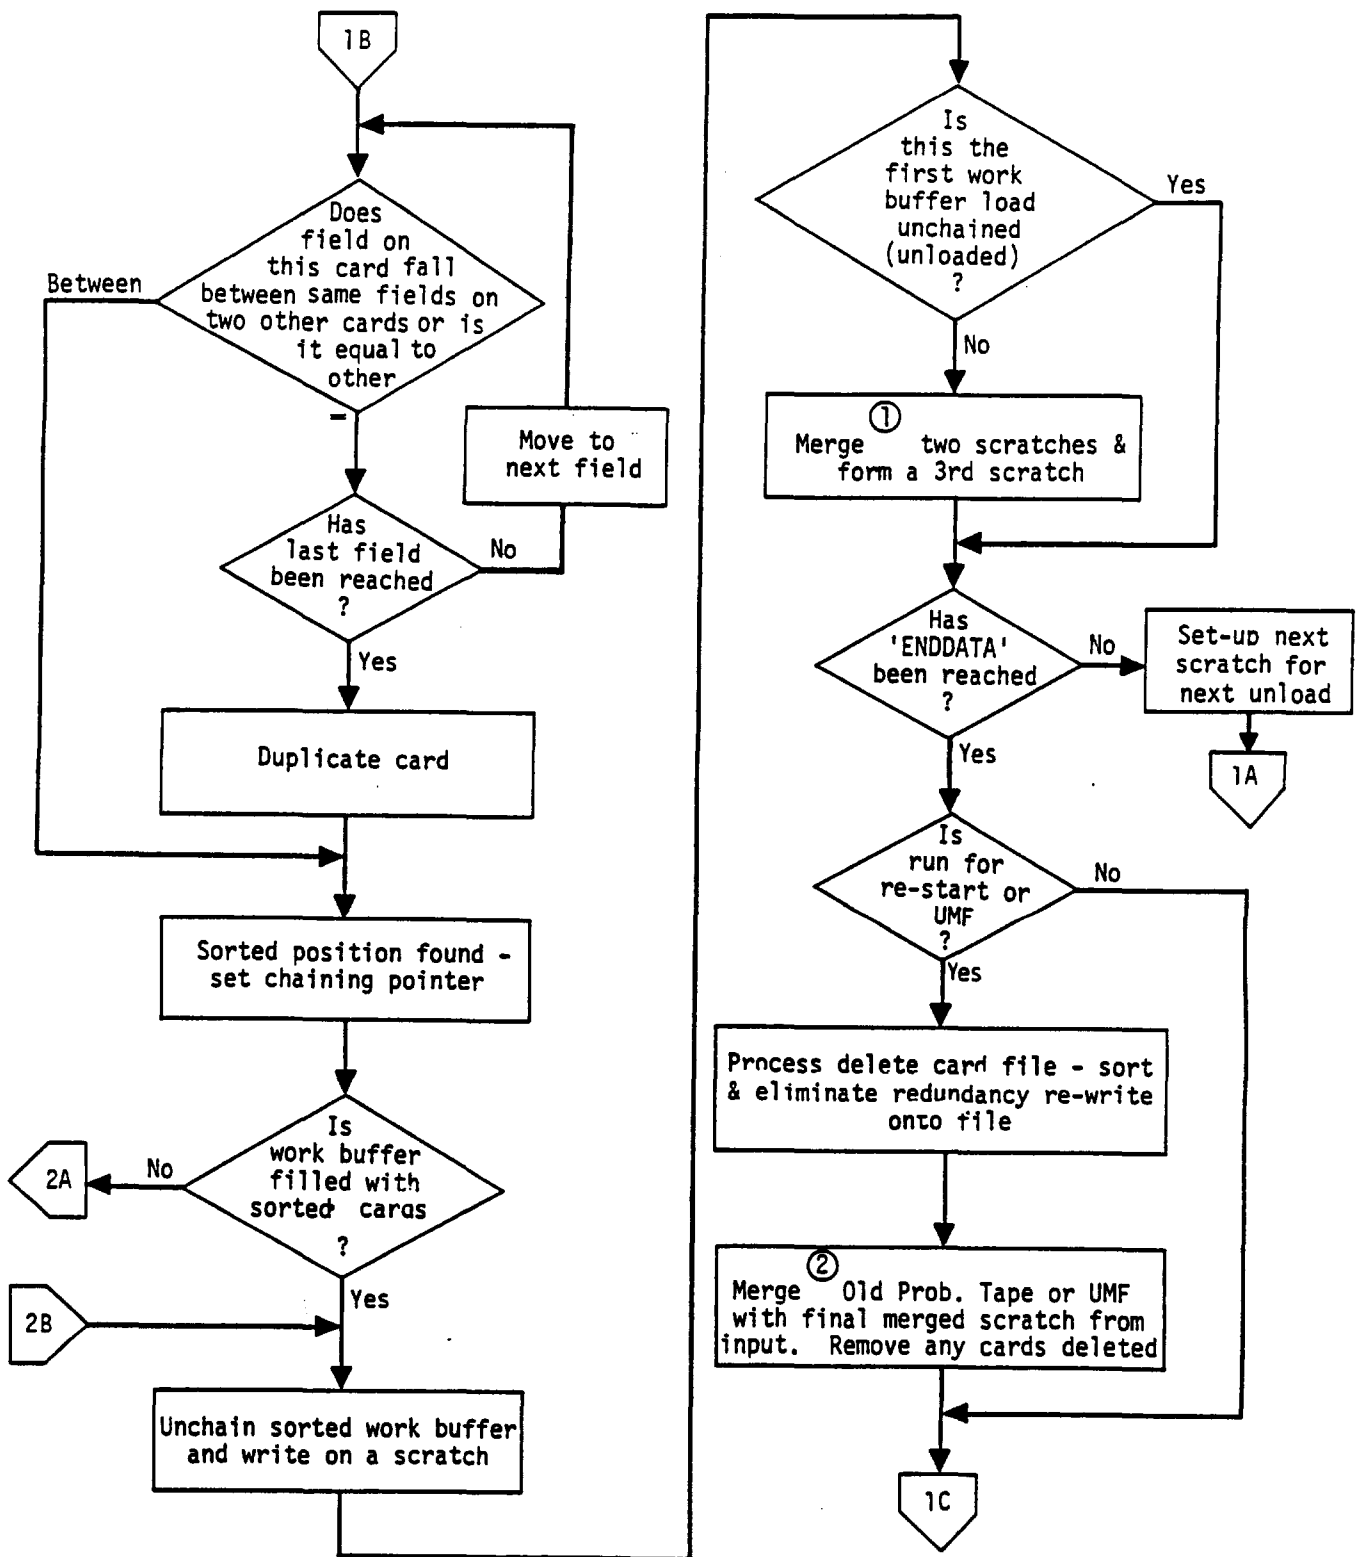 1B
Does
field on
this card fall
between same fields on
two other cards or is
it equal to
other
Between
=
Move to
next field
Has
last field
been reached
?
No
Yes
Duplicate card
Sorted position found -
set chaining pointer
Is
work buffer
filled with
sorted cards
?
No
2A
Yes
2B
Unchain sorted work buffer
and write on a scratch
Is
this the
first work
buffer load
unchained
(unloaded)
?
Yes
No
1
Merge two scratches &
form a 3rd scratch
Has
'ENDDATA'
been reached
?
No
Set-up next
scratch for
next unload
1A
Yes
Is
run for
re-start or
UMF
?
No
Yes
Process delete card file - sort
& eliminate redundancy re-write
onto file
2
Merge Old Prob. Tape or UMF
with final merged scratch from
input. Remove any cards deleted
1C